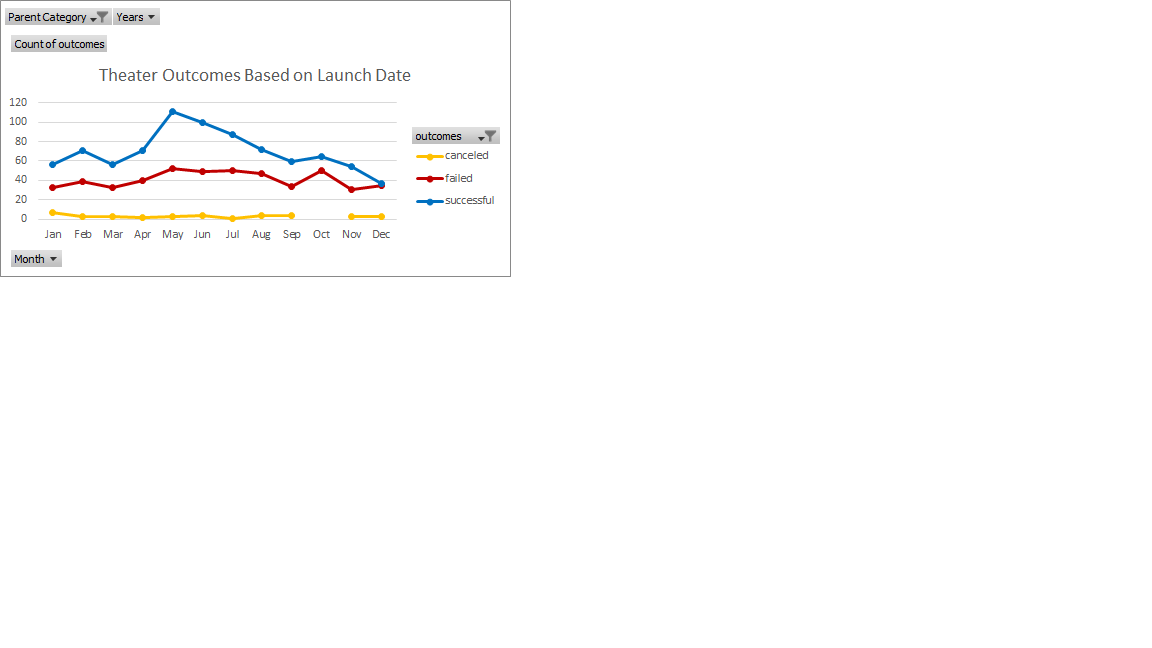 Parent Category Years
Count of outcomes
Theater Outcomes Based on Launch Date
120
100
80
60
40
20
0
Jan Feb Mar Apr May Jun Jul Aug Sep Oct Nov Dec
outcomes
canceled
failed
successful
Month